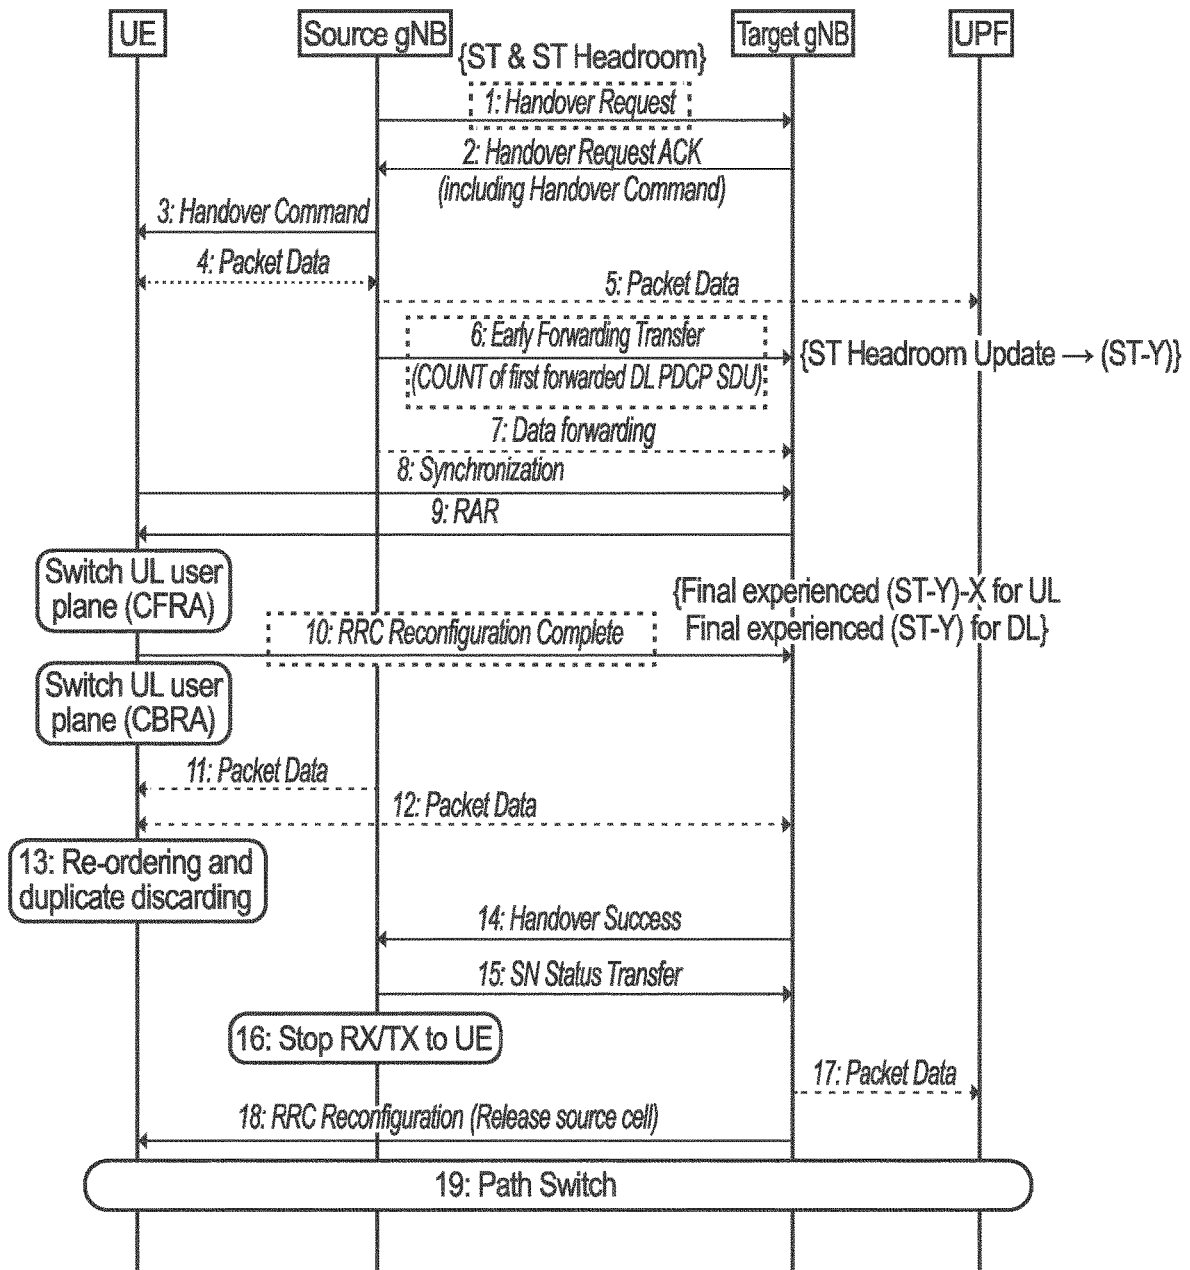 UE
Source gNB
Target gNB
UPF
{ST & ST Headroom}
1: Handover Request
2: Handover Request ACK
(including Handover Command)
3: Handover Command
4: Packet Data
5: Packet Data
6: Early Forwarding Transfer
(COUNT of first forwarded DL PDCP SDU)
{ST Headroom Update → (ST-Y)}
7: Data forwarding
8: Synchronization
9: RAR
Switch UL user
plane (CFRA)
{Final experienced (ST-Y)-X for UL
Final experienced (ST-Y) for DL}
10: RRC Reconfiguration Complete
Switch UL user
plane (CBRA)
11: Packet Data
12: Packet Data
13: Re-ordering and
duplicate discarding
14: Handover Success
15: SN Status Transfer
16: Stop RX/TX to UE
17: Packet Data
18: RRC Reconfiguration (Release source cell)
19: Path Switch